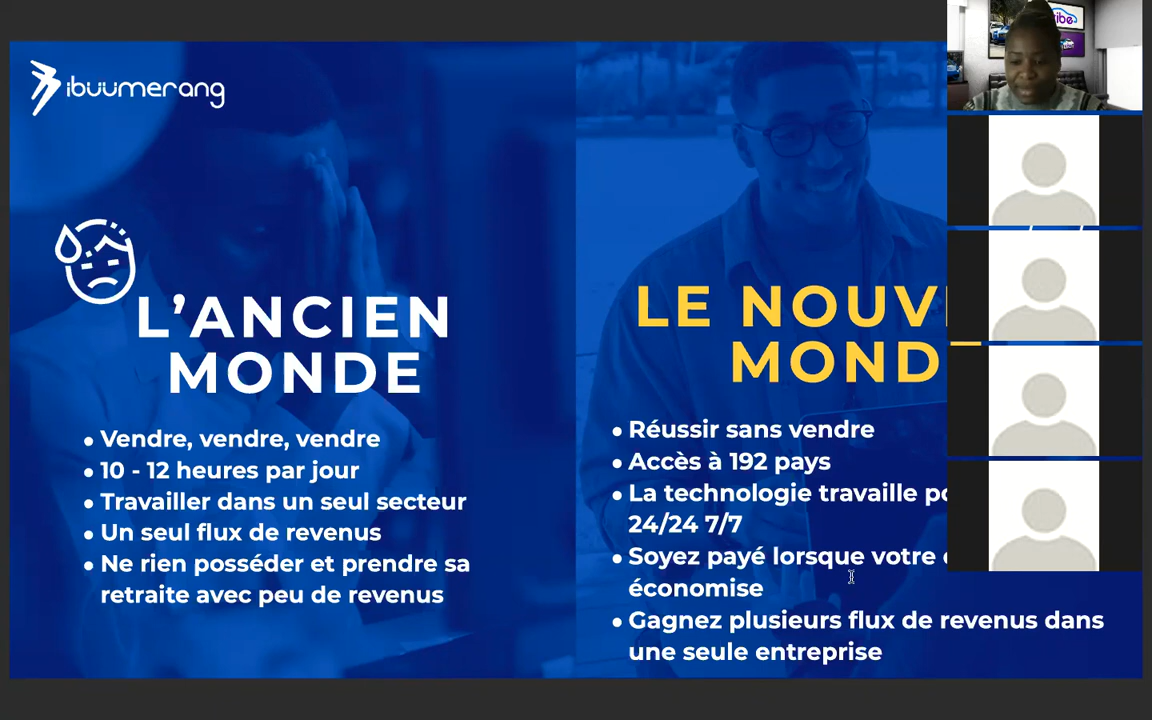 ibuumerang
L'ANCIEN
MONDE
• Vendre, vendre, vendre
• 10 - 12 heures par jour
• Travailler dans un seul secteur
• Un seul flux de revenus
• Ne rien posséder et prendre sa
retraite avec peu de revenus
LE NOUV
MOND
• Réussir sans vendre
• Accès à 192 pays
• La technologie travaille
24/24 7/7
• Soyez payé lorsque votre
économise
• Gagnez plusieurs flux de revenus dans
une seule entreprise